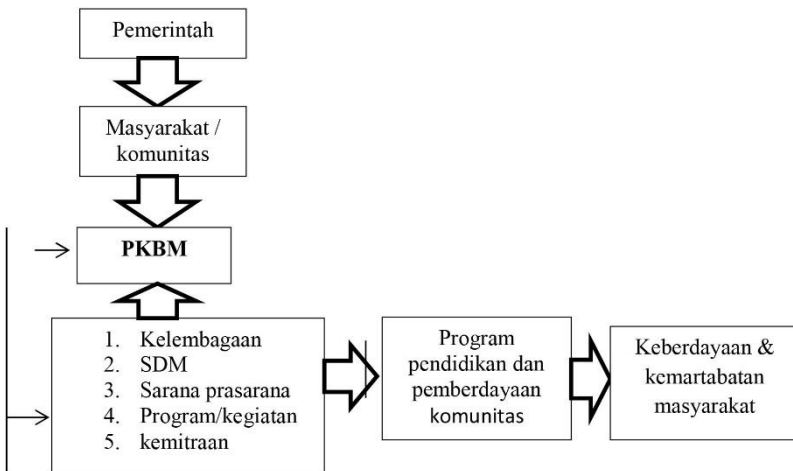 Pemerintah
Masyarakat /
komunitas
PKBM
1. Kelembagaan
2. SDM
3. Sarana prasarana
4. Program/kegiatan
5. kemitraan
Program
pendidikan dan
pemberdayaan
komunitas
Keberdayaan &
kemartabatan
masyarakat